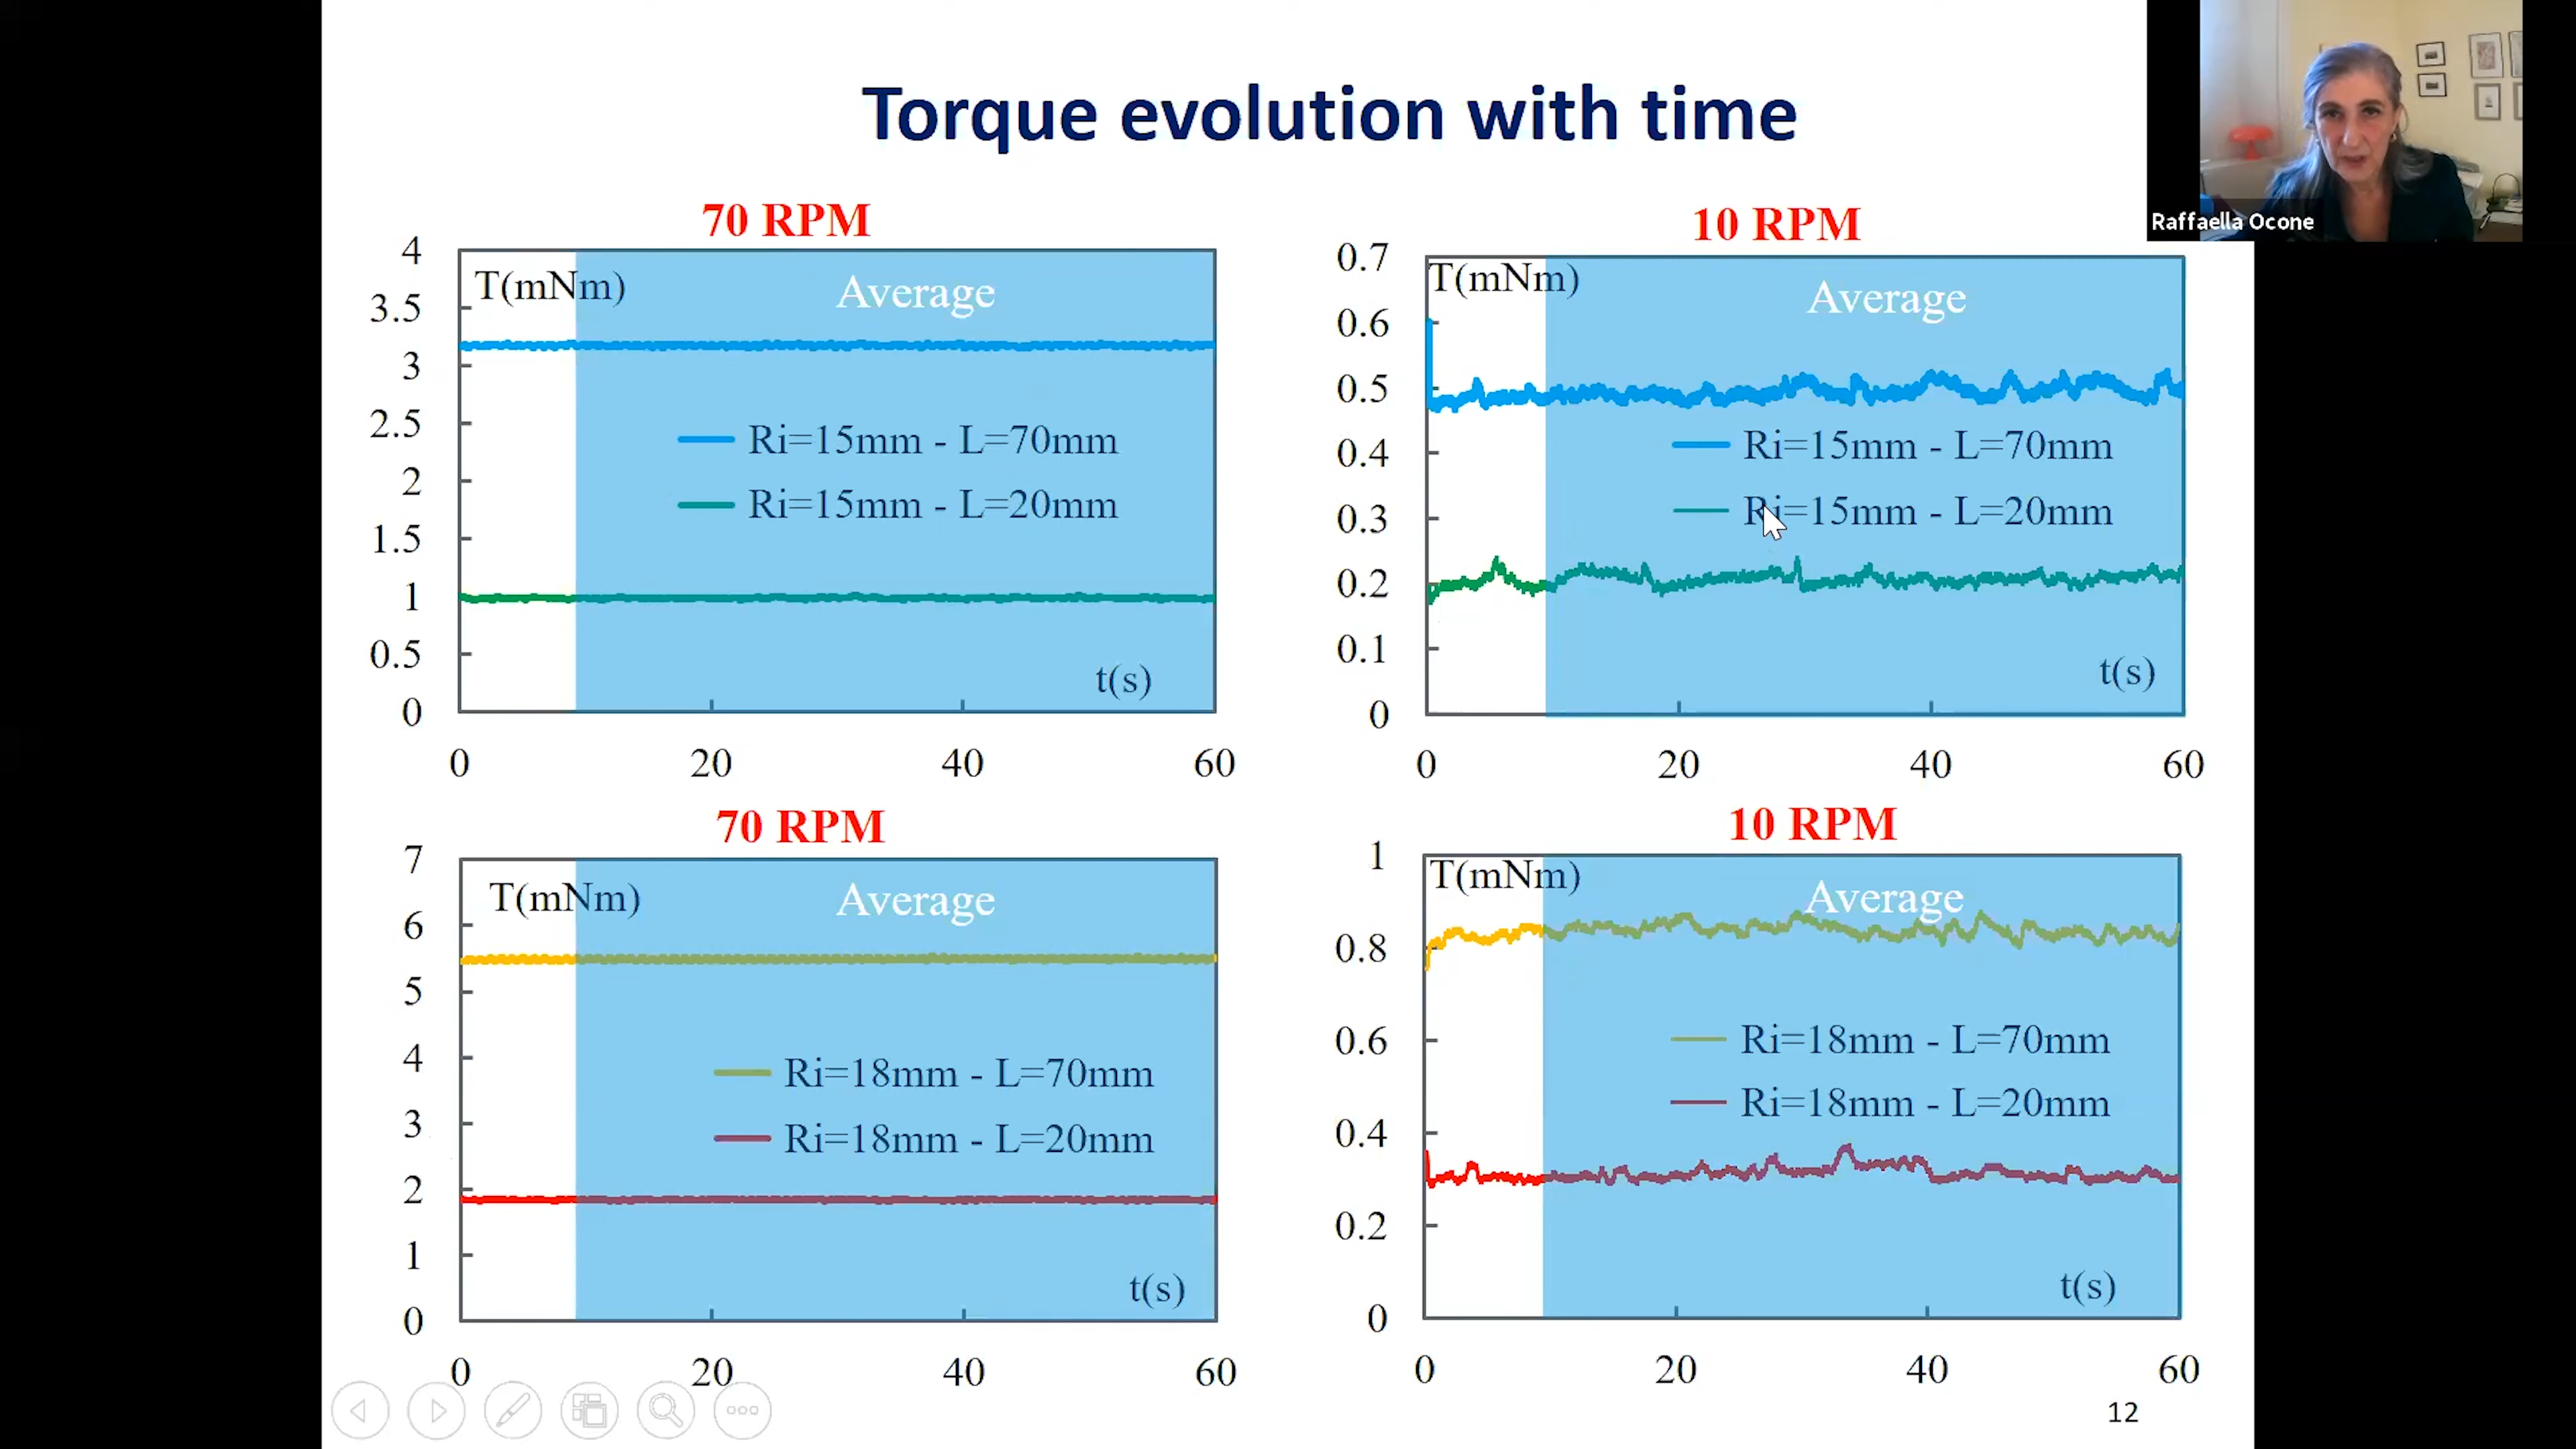 Torque evolution with time
Raffaella Ocone
70 RPM
4
3.5
3
2.5
2
1.5
1
0.5
0
T(mNm)
Average
Ri=15mm - L=70mm
Ri=15mm - L=20mm
t(s)
0 20 40 60
10 RPM
0.7
0.6
0.5
0.4
0.3
0.2
0.1
0
T(mNm)
Average
Ri=15mm - L=70mm
Ri=15mm - L=20mm
t(s)
0 20 40 60
70 RPM
7
6
5
4
3
2
1
0
T(mNm)
Average
Ri=18mm - L=70mm
Ri=18mm - L=20mm
t(s)
0 20 40 60
10 RPM
1
0.8
0.6
0.4
0.2
0
T(mNm)
Average
Ri=18mm - L=70mm
Ri=18mm - L=20mm
t(s)
0 20 40 60
12